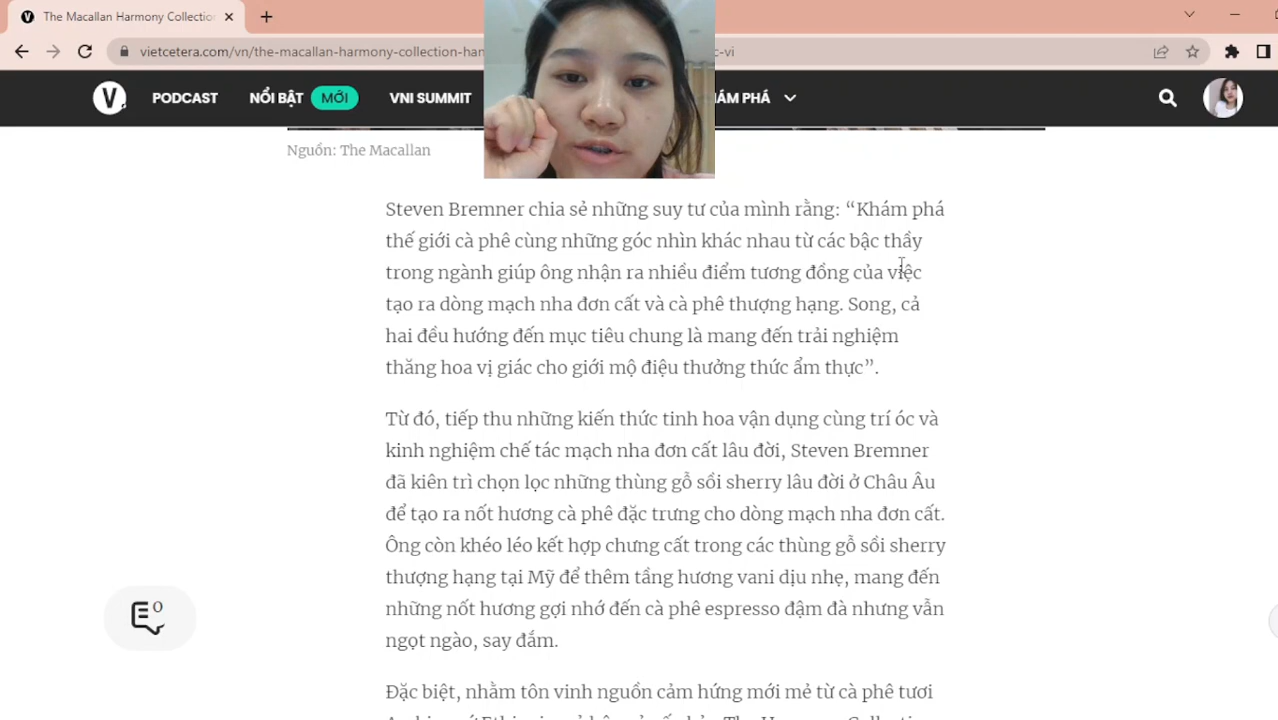 The Macallan Harmony Collectio
vietcetera.com/vn/the-macallan-harmony-collection-han
c-vi
V.
PODCAST
NỔI BẬT MỚI
VNI SUMMIT
HÁM PHÁ
Nguồn: The Macallan
Steven Bremner chia sẻ những suy tư của mình rằng: “Khám phá
thế giới cà phê cùng những góc nhìn khác nhau từ các bậc thầy
trong ngành giúp ông nhận ra nhiều điểm tương đồng của việc
tạo ra dòng mạch nha đơn cất và cà phê thượng hạng. Song, cả
hai đều hướng đến mục tiêu chung là mang đến trải nghiệm
thăng hoa vị giác cho giới mộ điệu thưởng thức ẩm thực”.
Từ đó, tiếp thu những kiến thức tinh hoa vận dụng cùng trí óc và
kinh nghiệm chế tác mạch nha đơn cất lâu đời, Steven Bremner
đã kiên trì chọn lọc những thùng gỗ sồi sherry lâu đời ở Châu Âu
để tạo ra nốt hương cà phê đặc trưng cho dòng mạch nha đơn cất.
Ông còn khéo léo kết hợp chưng cất trong các thùng gỗ sồi sherry
thượng hạng tại Mỹ để thêm tầng hương vani dịu nhẹ, mang đến
những nốt hương gợi nhớ đến cà phê espresso đậm đà nhưng vẫn
ngọt ngào, say đắm.
0
Đặc biệt, nhằm tôn vinh nguồn cảm hứng mới mẻ từ cà phê tươi